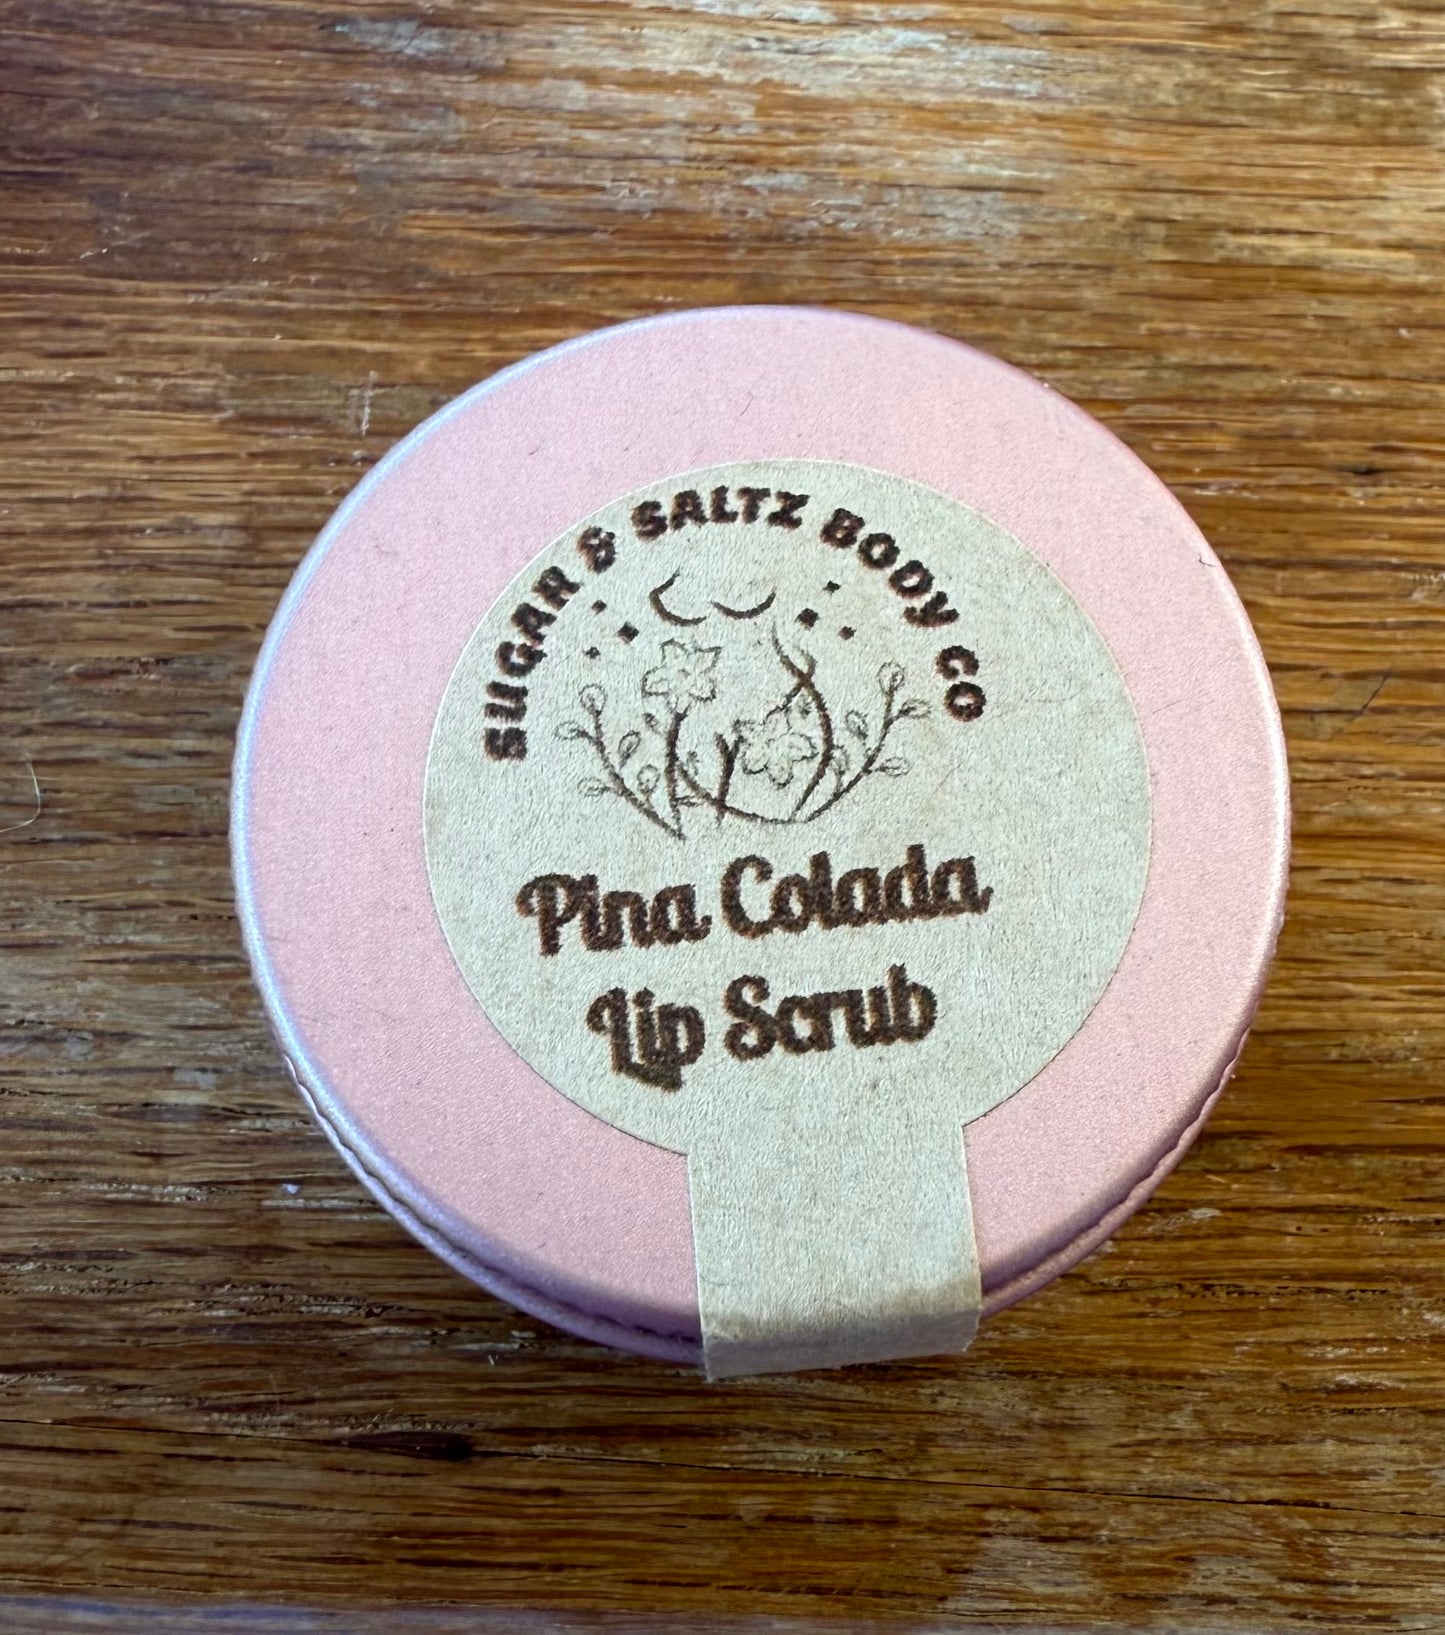 SUGAR & SALTZ BODY CO
Pina Colada
Lip Scrub